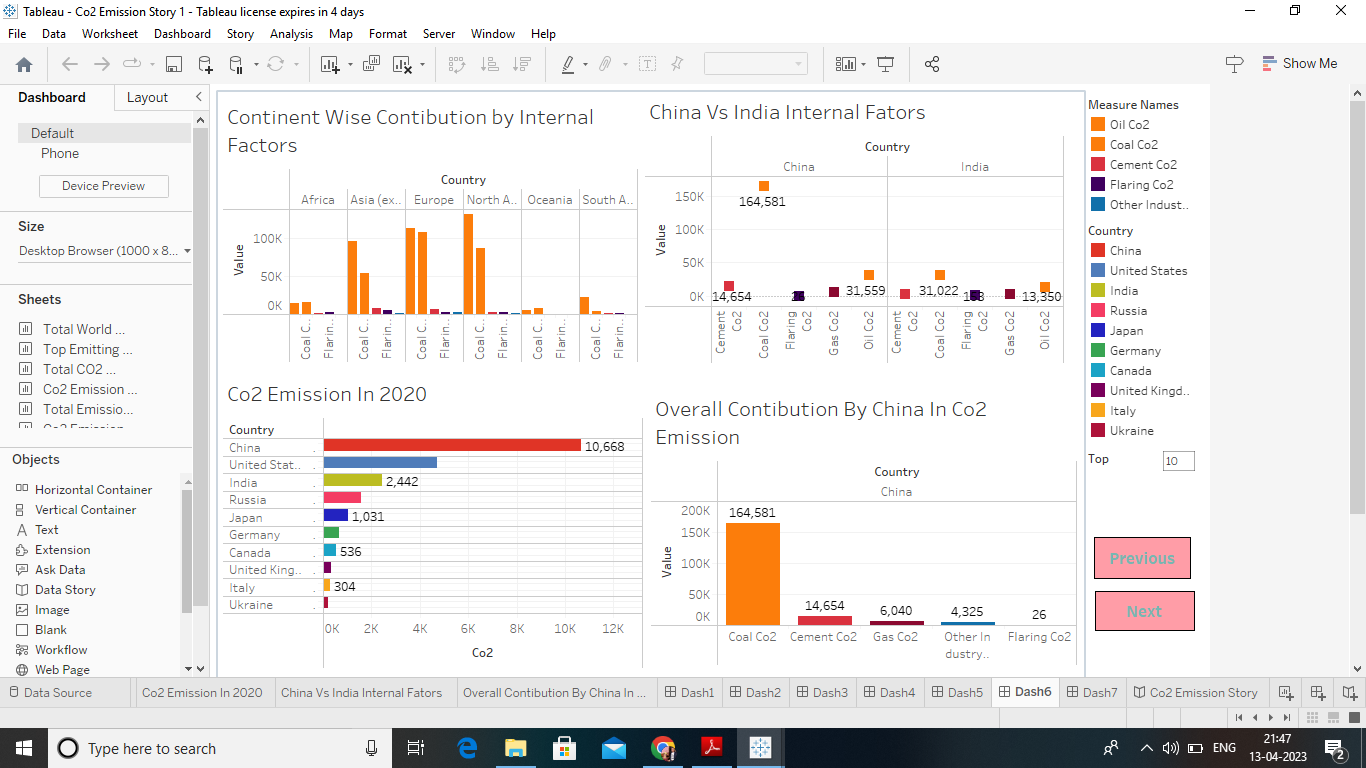 Tableau - Co2 Emission Story 1 - Tableau license expires in 4 days
File Data Worksheet Dashboard Story Analysis Map Format Server Window Help
Show Me
Dashboard Layout
Default
Phone
Device Preview
Size
Desktop Browser (1000 x 8...
Sheets
Total World ...
Top Emitting ...
Total CO2 ...
Co2 Emission ...
Total Emissio...
Co2 Emission
Objects
Horizontal Container
Vertical Container
Text
Extension
Ask Data
Data Story
Image
Blank
Workflow
Web Page
Continent Wise Contibution by Internal
Factors
Country
Africa Asia (ex.. Europe North A.. Oceania South A..
Value
100K
50K
0K
Coal C.. Flarin.. Coal C.. Flarin.. Coal C.. Flarin.. Coal C.. Flarin.. Coal C.. Flarin.. Coal C.. Flarin..
China Vs India Internal Fators
Country
China India
Value
150K
100K
50K
0K
164,581
14,654 26 31,559 31,022 13,350
Cement Co2 Coal Co2 Flaring Co2 Gas Co2 Oil Co2 Cement Co2 Coal Co2 Flaring Co2 Gas Co2 Oil Co2
Co2 Emission In 2020
Country
China . 10,668
United Stat.. .
India . 2,442
Russia .
Japan . 1,031
Germany .
Canada . 536
United King.. .
Italy . 304
Ukraine .
0K 2K 4K 6K 8K 10K 12K
Co2
Overall Contibution By China In Co2
Emission
Country
China
Value
200K
150K
100K
50K
0K
164,581 14,654 6,040 4,325 26
Coal Co2 Cement Co2 Gas Co2 Other In Flaring Co2
dustry..
Measure Names
Oil Co2
Coal Co2
Cement Co2
Flaring Co2
Other Indust..
Country
China
United States
India
Russia
Japan
Germany
Canada
United Kingd..
Italy
Ukraine
Top 10
Previous
Next
Data Source Co2 Emission In 2020 China Vs India Internal Fators Overall Contibution By China In ... Dash1 Dash2 Dash3 Dash4 Dash5 Dash6 Dash7 Co2 Emission Story
Type here to search
ENG
21:47
13-04-2023
2